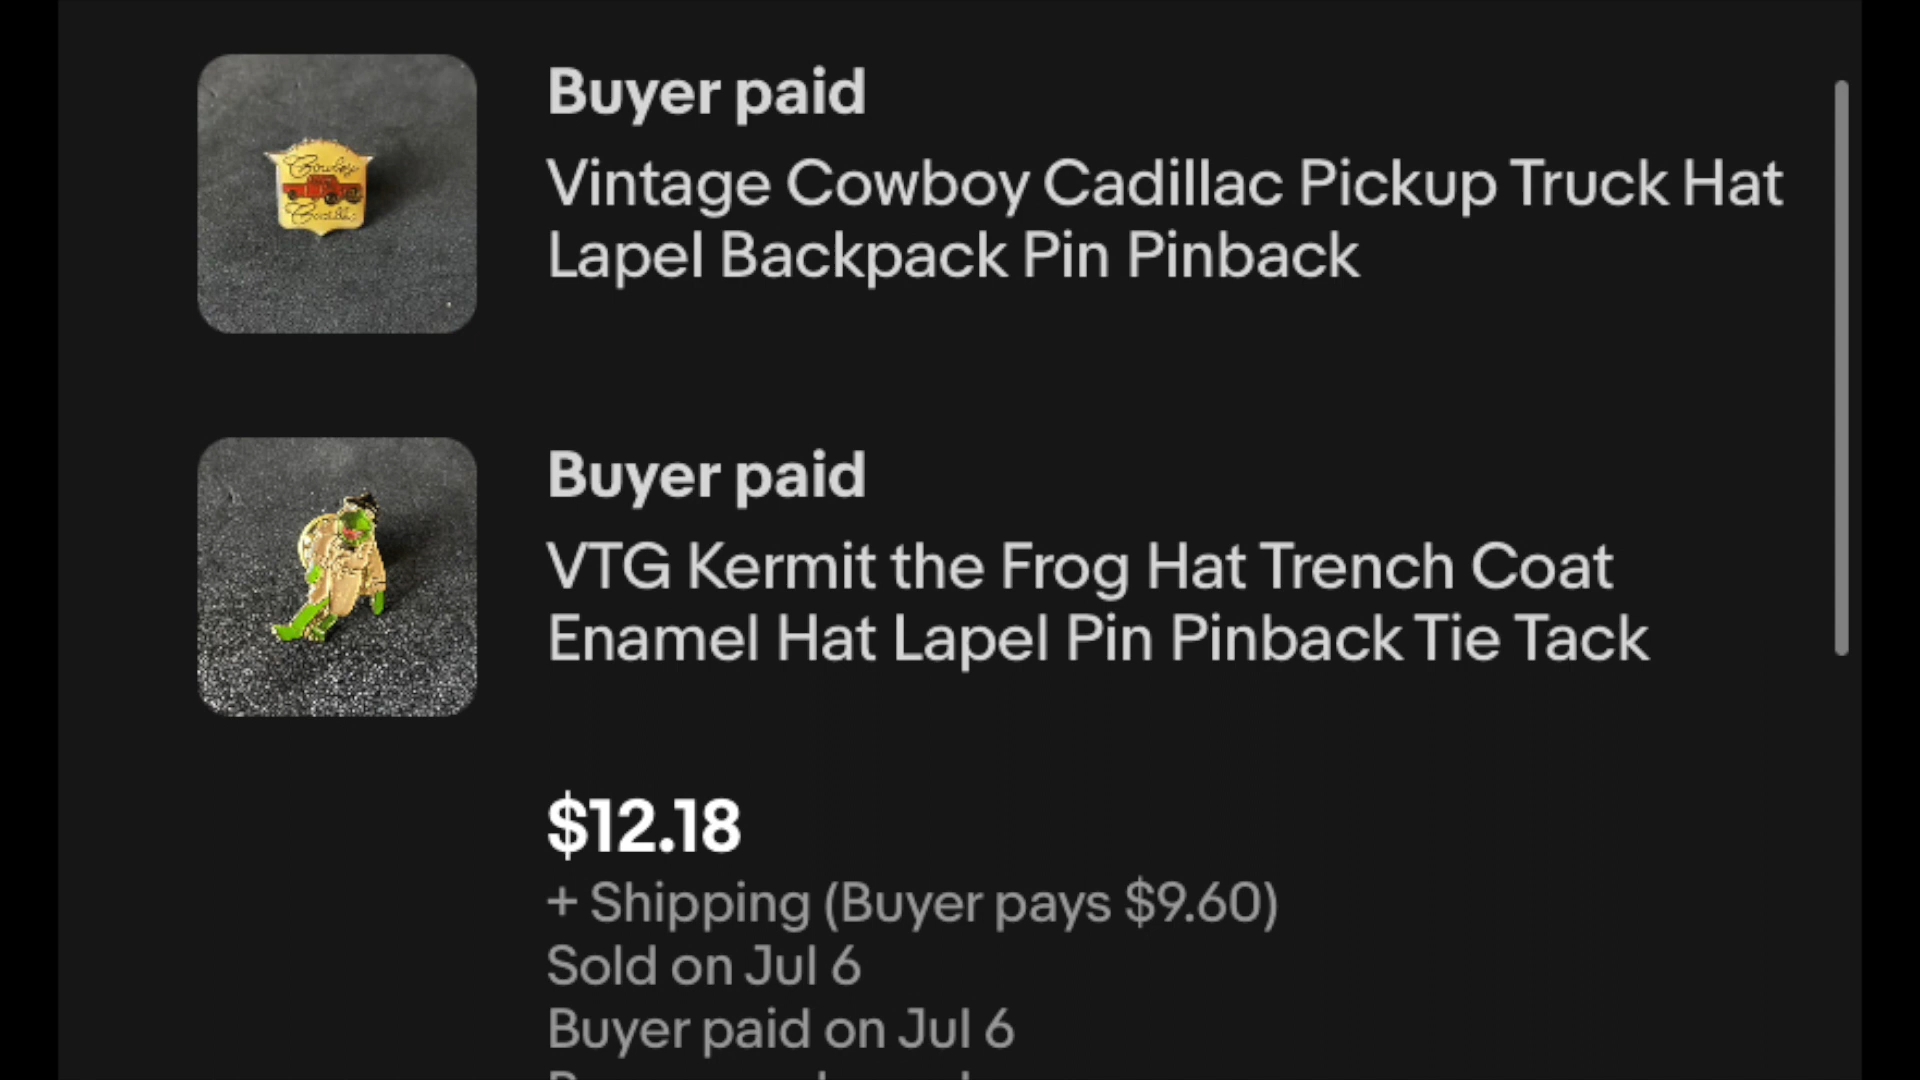 Buyer paid
Cowboy
Cadillac
Vintage Cowboy Cadillac Pickup Truck Hat
Lapel Backpack Pin Pinback
Buyer paid
VTG Kermit the Frog Hat Trench Coat
Enamel Hat Lapel Pin Pinback Tie Tack
$12.18
+ Shipping (Buyer pays $9.60)
Sold on Jul 6
Buyer paid on Jul 6